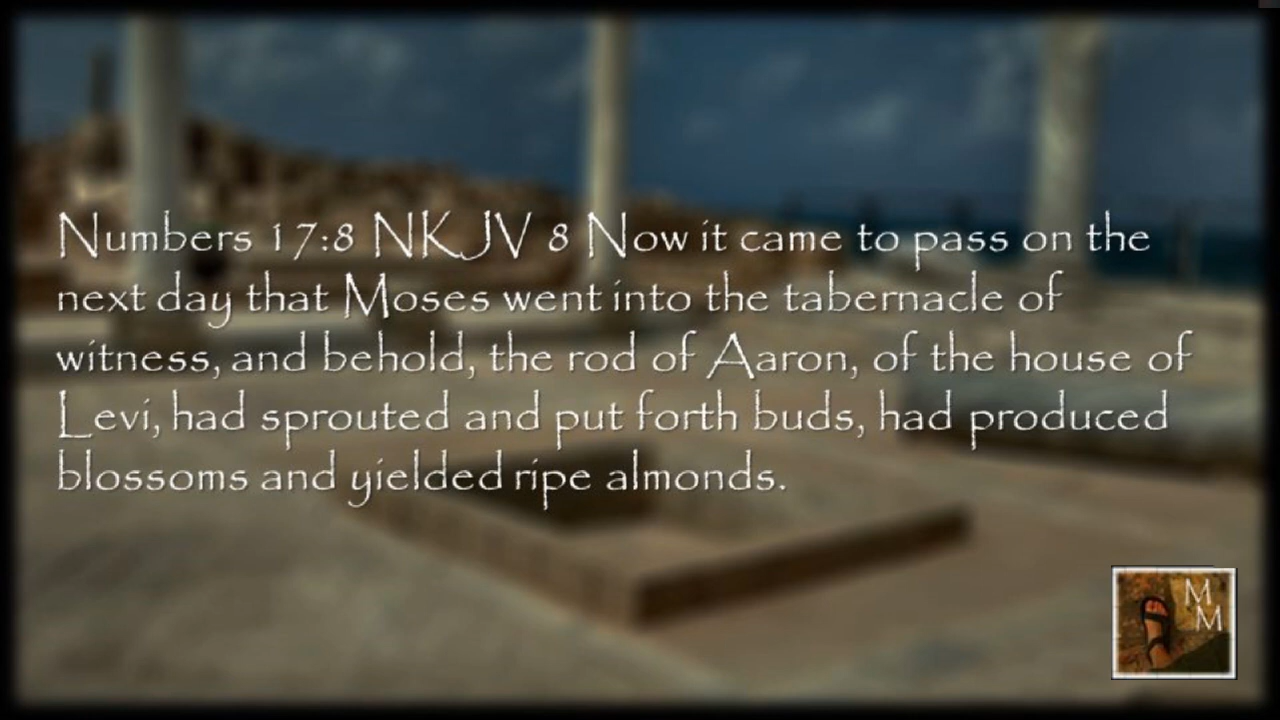 Numbers 17:8 NKJV 8 Now it came to pass on the
next day that Moses went into the tabernacle of
witness, and behold, the rod of Aaron, of the house of
Levi, had sprouted and put forth buds, had produced
blossoms and yielded ripe almonds.
M
M